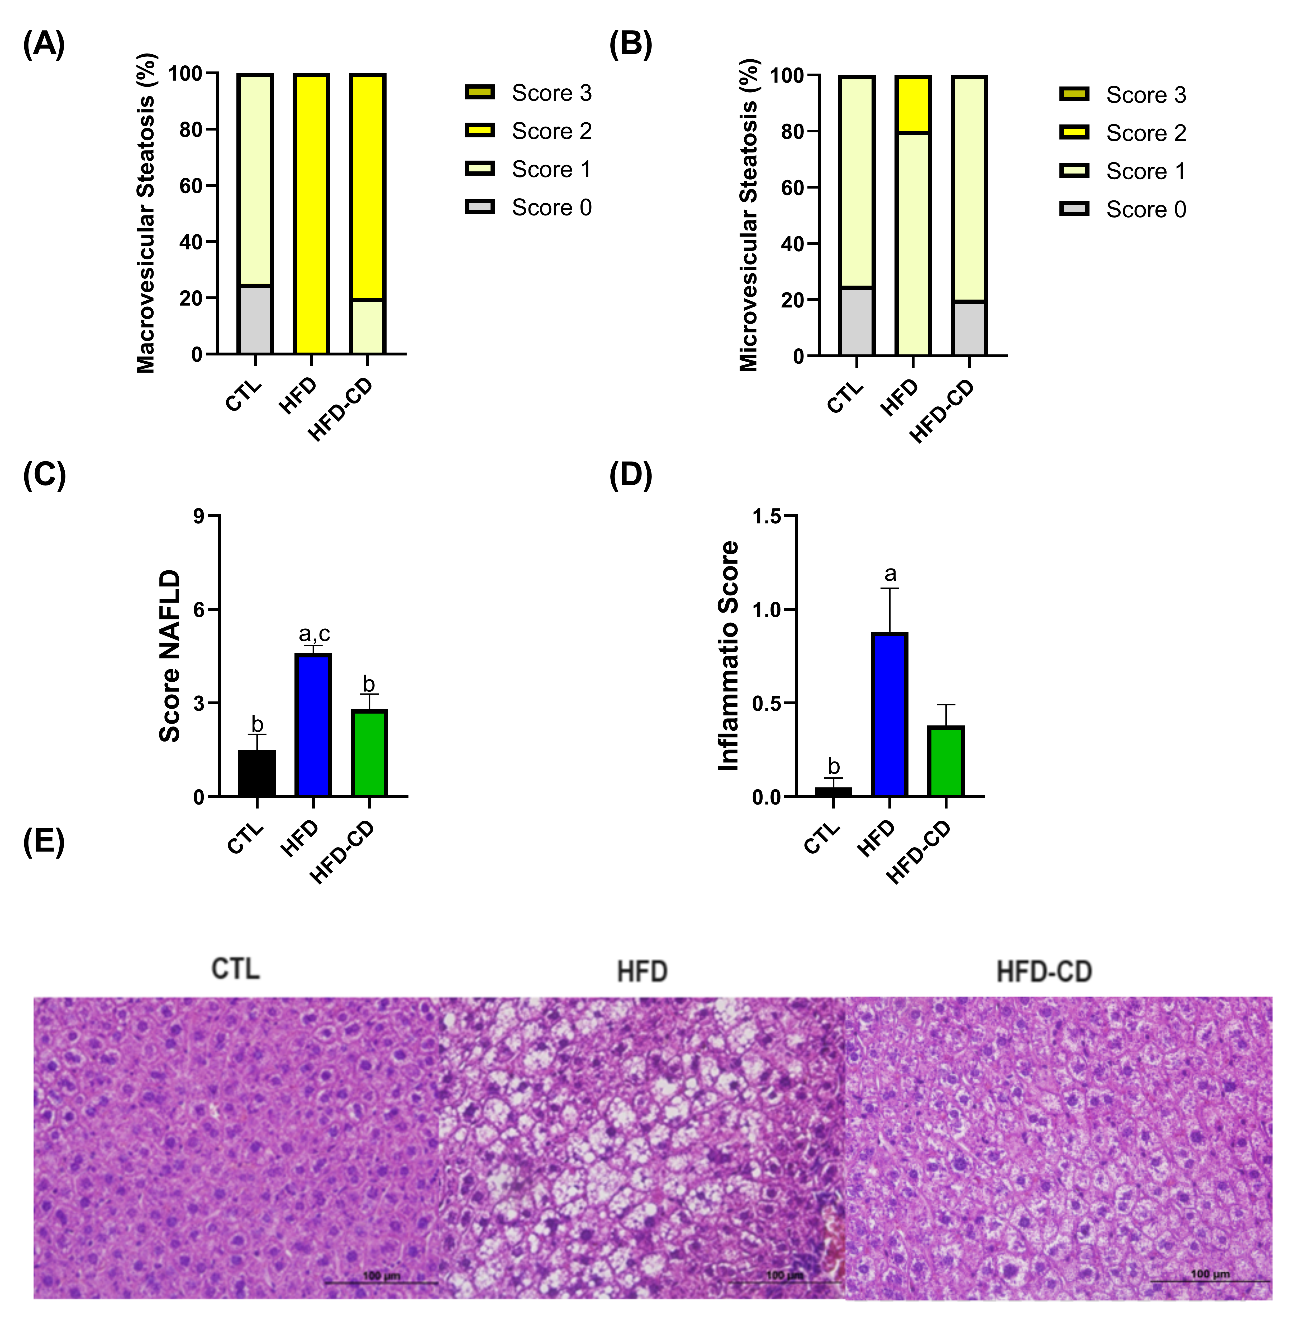 (A)
Macrovesicular Steatosis (%)
100
80
60
40
20
0
CTL
HFD
HFD-CD
Score 3
Score 2
Score 1
Score 0
(B)
Microvesicular Steatosis (%)
100
80
60
40
20
0
CTL
HFD
HFD-CD
Score 3
Score 2
Score 1
Score 0
(C)
Score NAFLD
9
6
3
0
b
a,c
b
CTL
HFD
HFD-CD
(D)
Inflammatio Score
1.5
1.0
0.5
0.0
b
a
CTL
HFD
HFD-CD
(E)
CTL
HFD
HFD-CD
100 µm
100 µm
100 µm